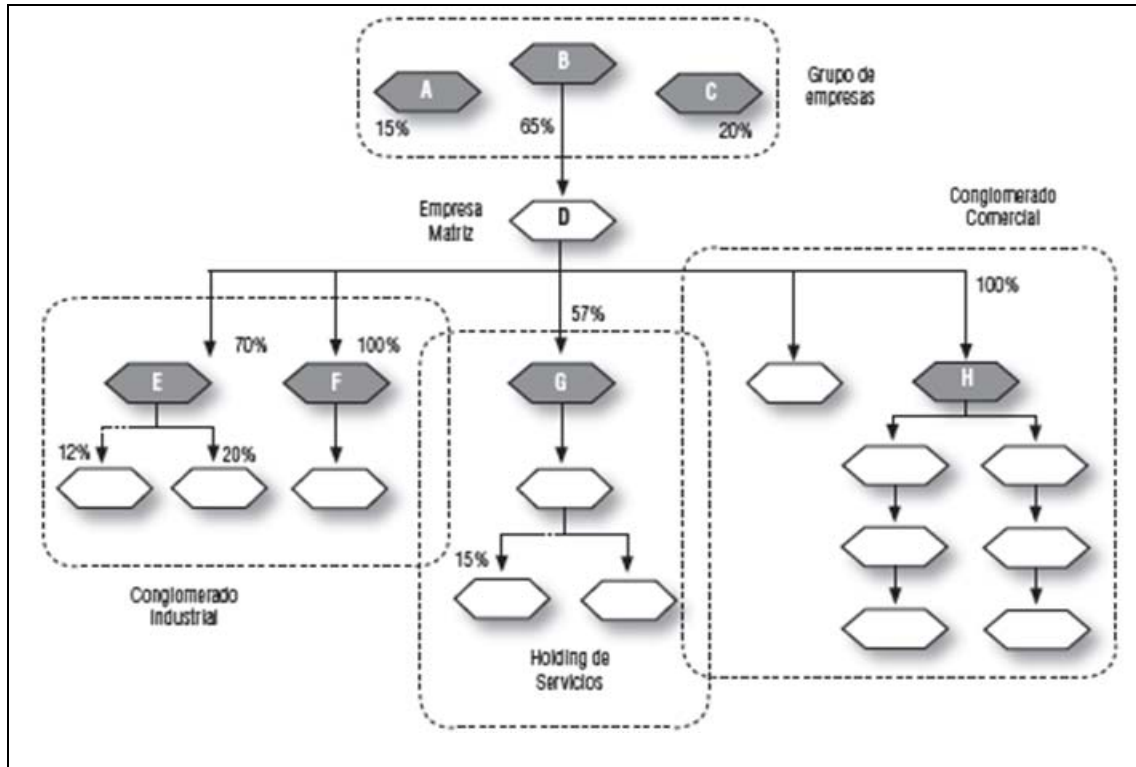 B
A
C
Grupo de
empresas
15%
65%
20%
Empresa
Matriz
D
Conglomerado
Comercial
100%
57%
70%
100%
E
F
G
H
12%
20%
15%
Conglomerado
Industrial
Holding de
Servicios